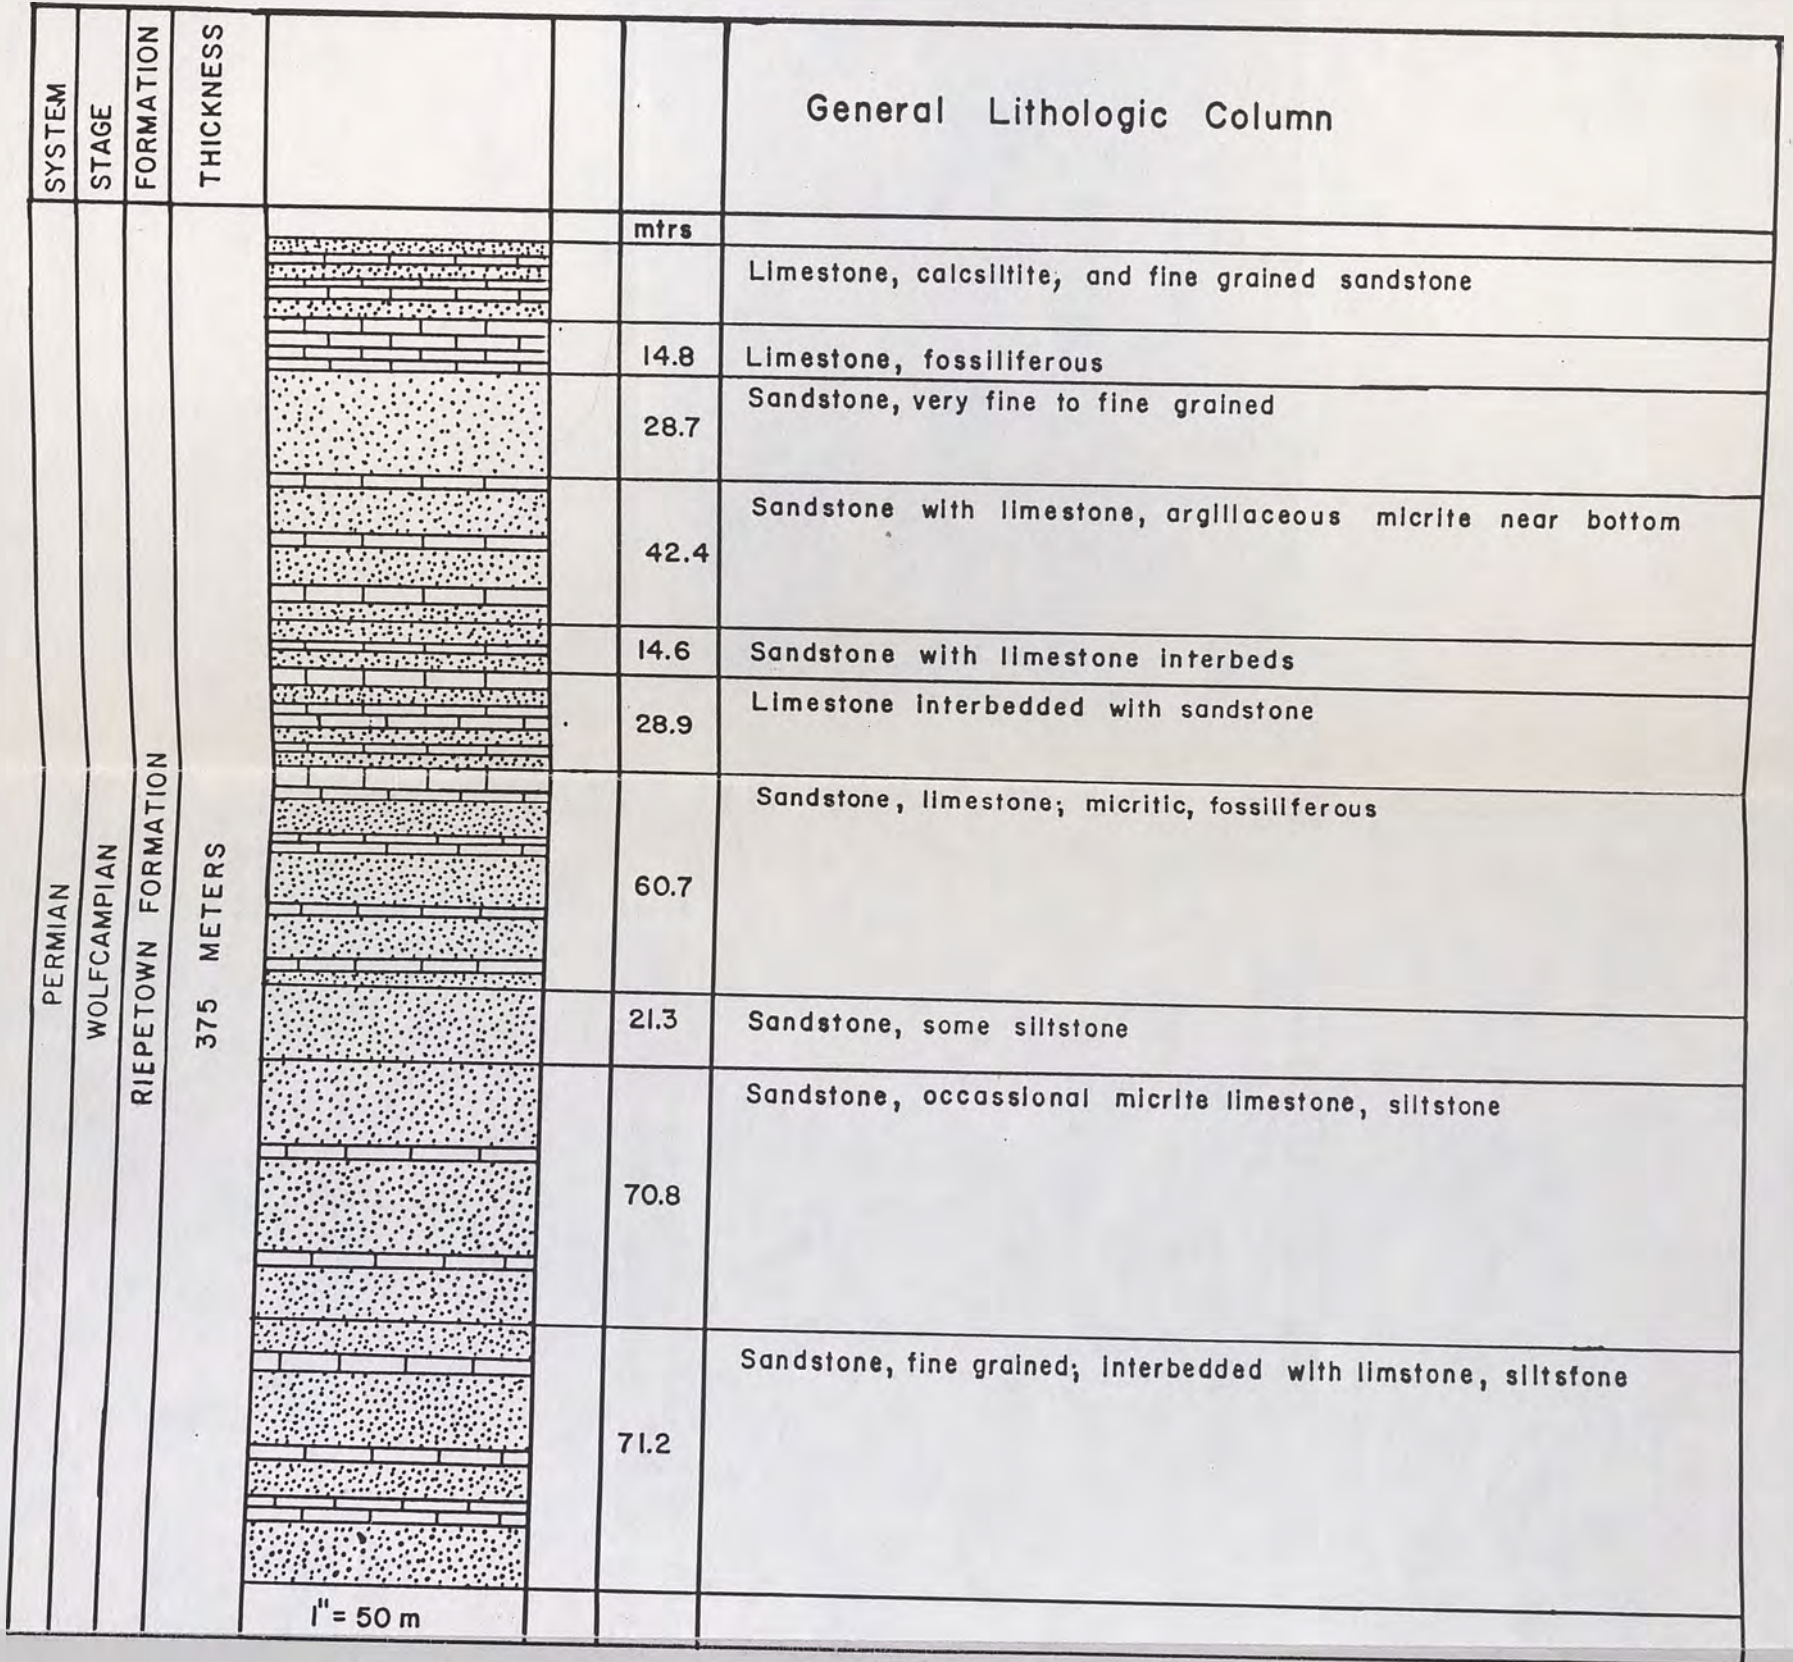 SYSTEM
STAGE
FORMATION
THICKNESS
General Lithologic Column
mtrs
Limestone, calcsiltite, and fine grained sandstone
14.8 Limestone, fossiliferous
28.7 Sandstone, very fine to fine grained
42.4 Sandstone with limestone, argillaceous micrite near bottom
14.6 Sandstone with limestone interbeds
28.9 Limestone interbedded with sandstone
60.7 Sandstone, limestone; micritic, fossiliferous
21.3 Sandstone, some siltstone
70.8 Sandstone, occassional micrite limestone, siltstone
71.2 Sandstone, fine grained; interbedded with limstone, siltstone
PERMIAN
WOLFCAMPIAN
RIEPETOWN FORMATION
375 METERS
1" = 50 m